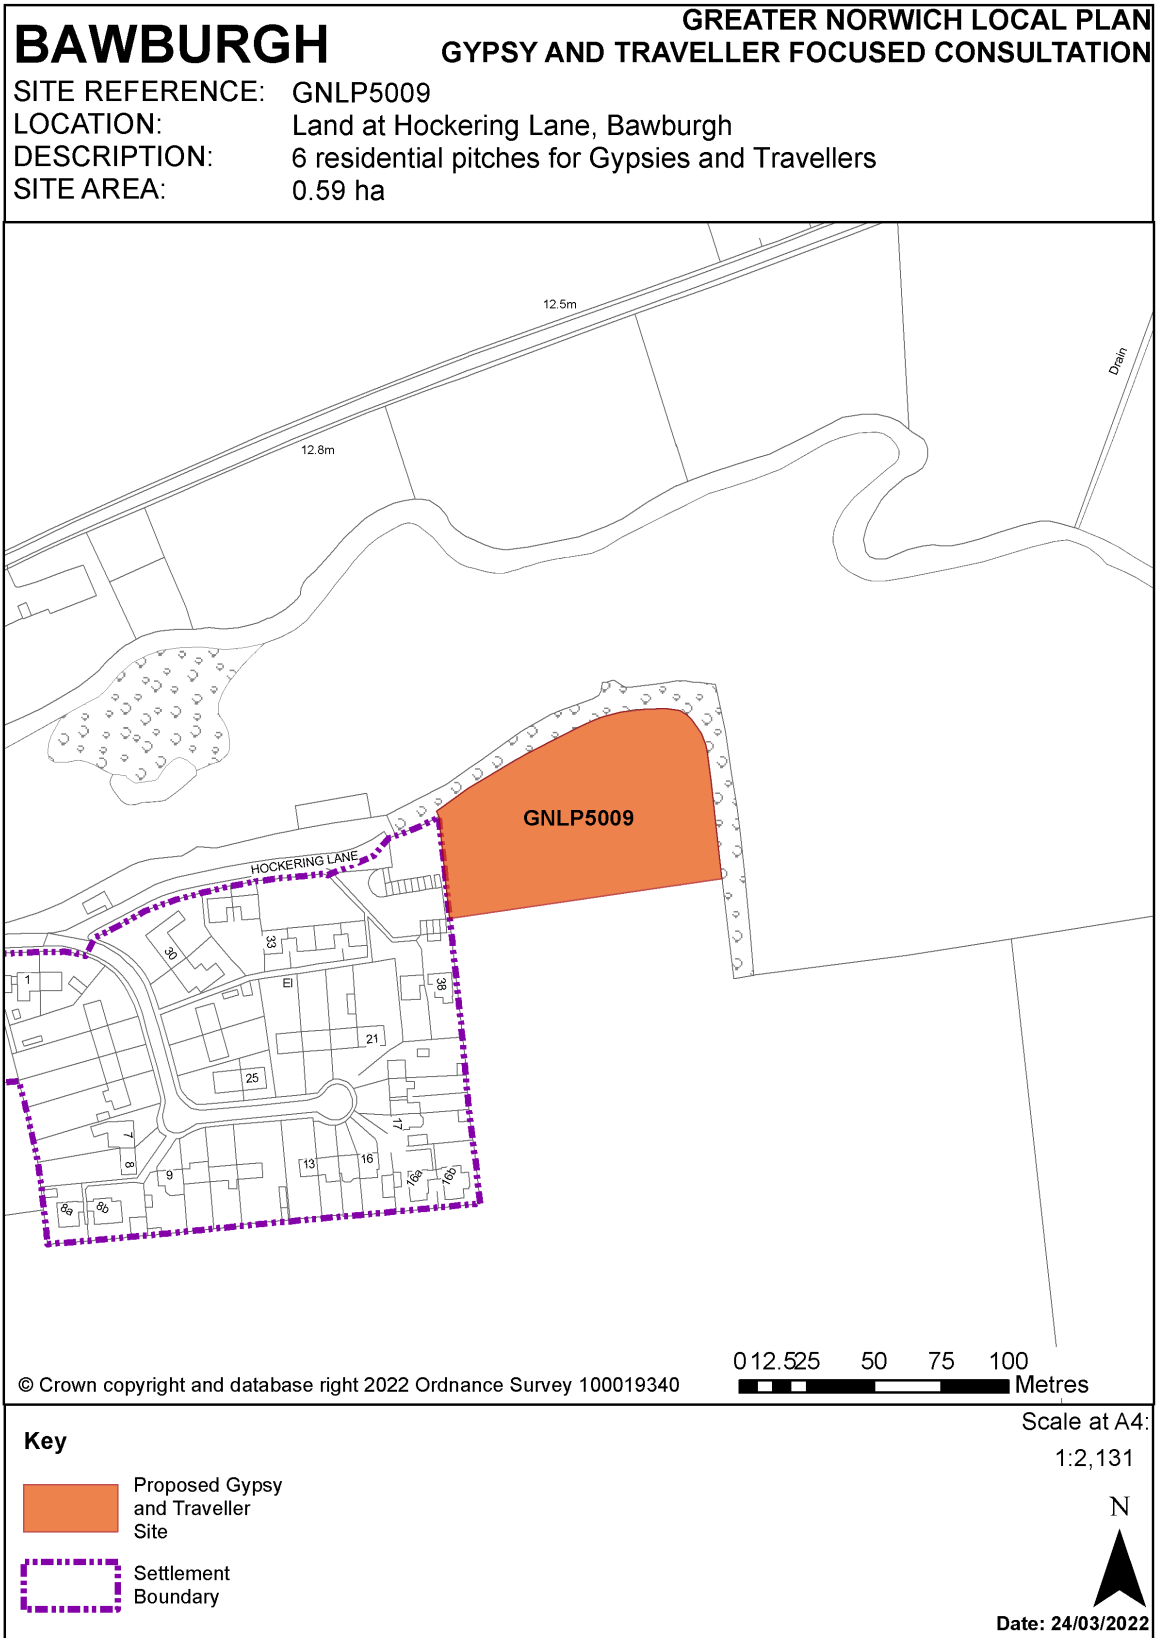 BAWBURGH
GREATER NORWICH LOCAL PLAN
GYPSY AND TRAVELLER FOCUSED CONSULTATION
SITE REFERENCE: GNLP5009
LOCATION: Land at Hockering Lane, Bawburgh
DESCRIPTION: 6 residential pitches for Gypsies and Travellers
SITE AREA: 0.59 ha
12.5m
Drain
12.8m
GNLP5009
HOCKERING LANE
30
33
1
El
38
21
25
7
17
8
9
13
16
16a
16b
8a
8b
0 12.5 25 50 75 100
Metres
© Crown copyright and database right 2022 Ordnance Survey 100019340
Key
Scale at A4:
1:2,131
Proposed Gypsy
and Traveller
Site
N
Settlement
Boundary
Date: 24/03/2022